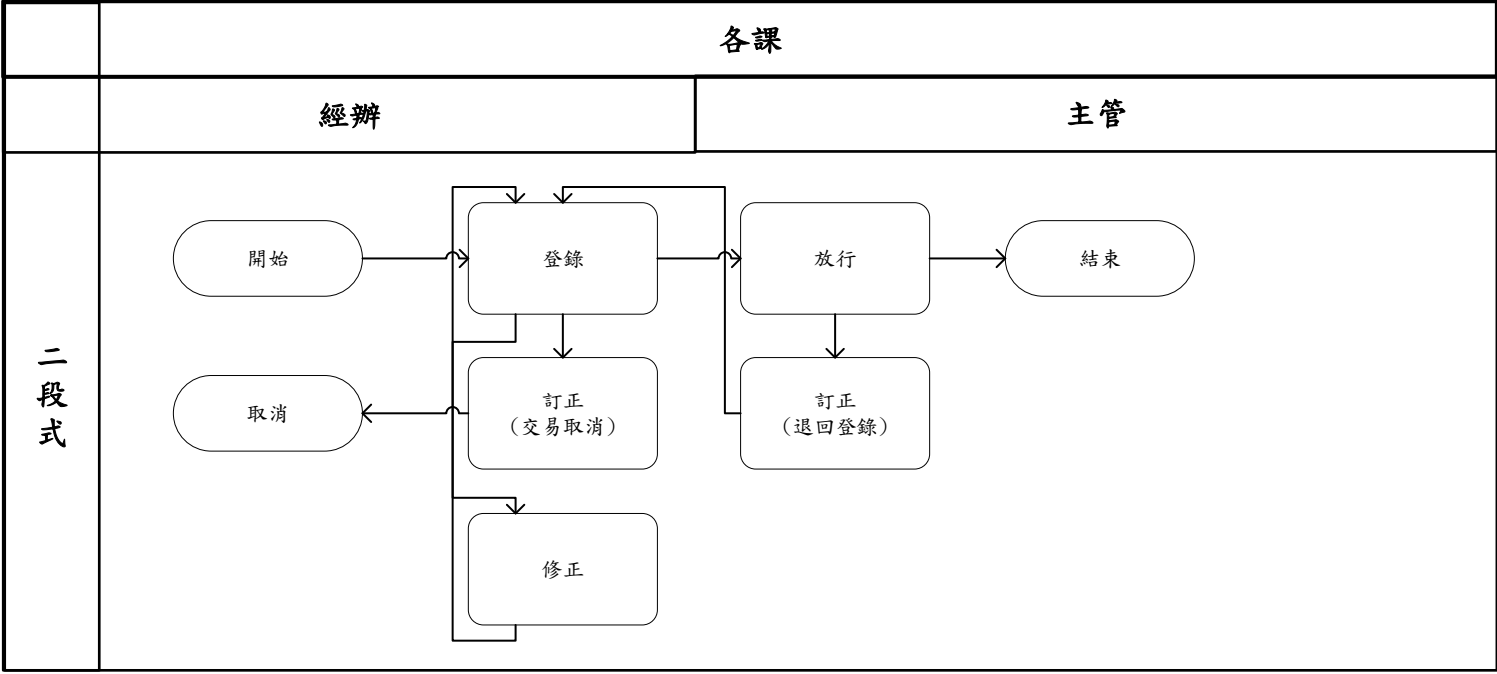 各課
經辦
主管
二段式
開始
登錄
放行
結束
取消
訂正
（交易取消）
訂正
（退回登錄）
修正